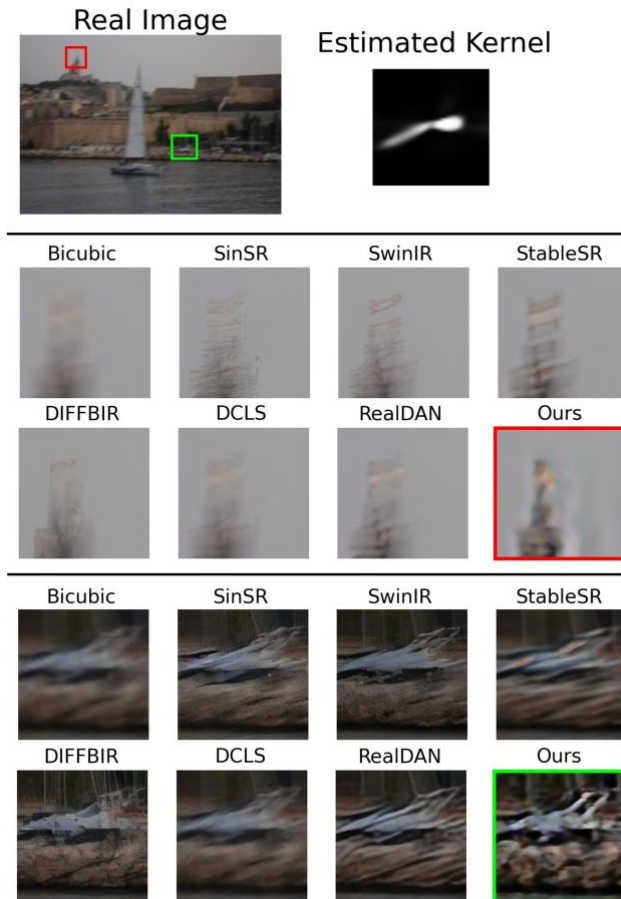 Real Image
Estimated Kernel
Bicubic SinSR SwinIR StableSR
DIFFBIR DCLS RealDAN Ours
Bicubic SinSR SwinIR StableSR
DIFFBIR DCLS RealDAN Ours